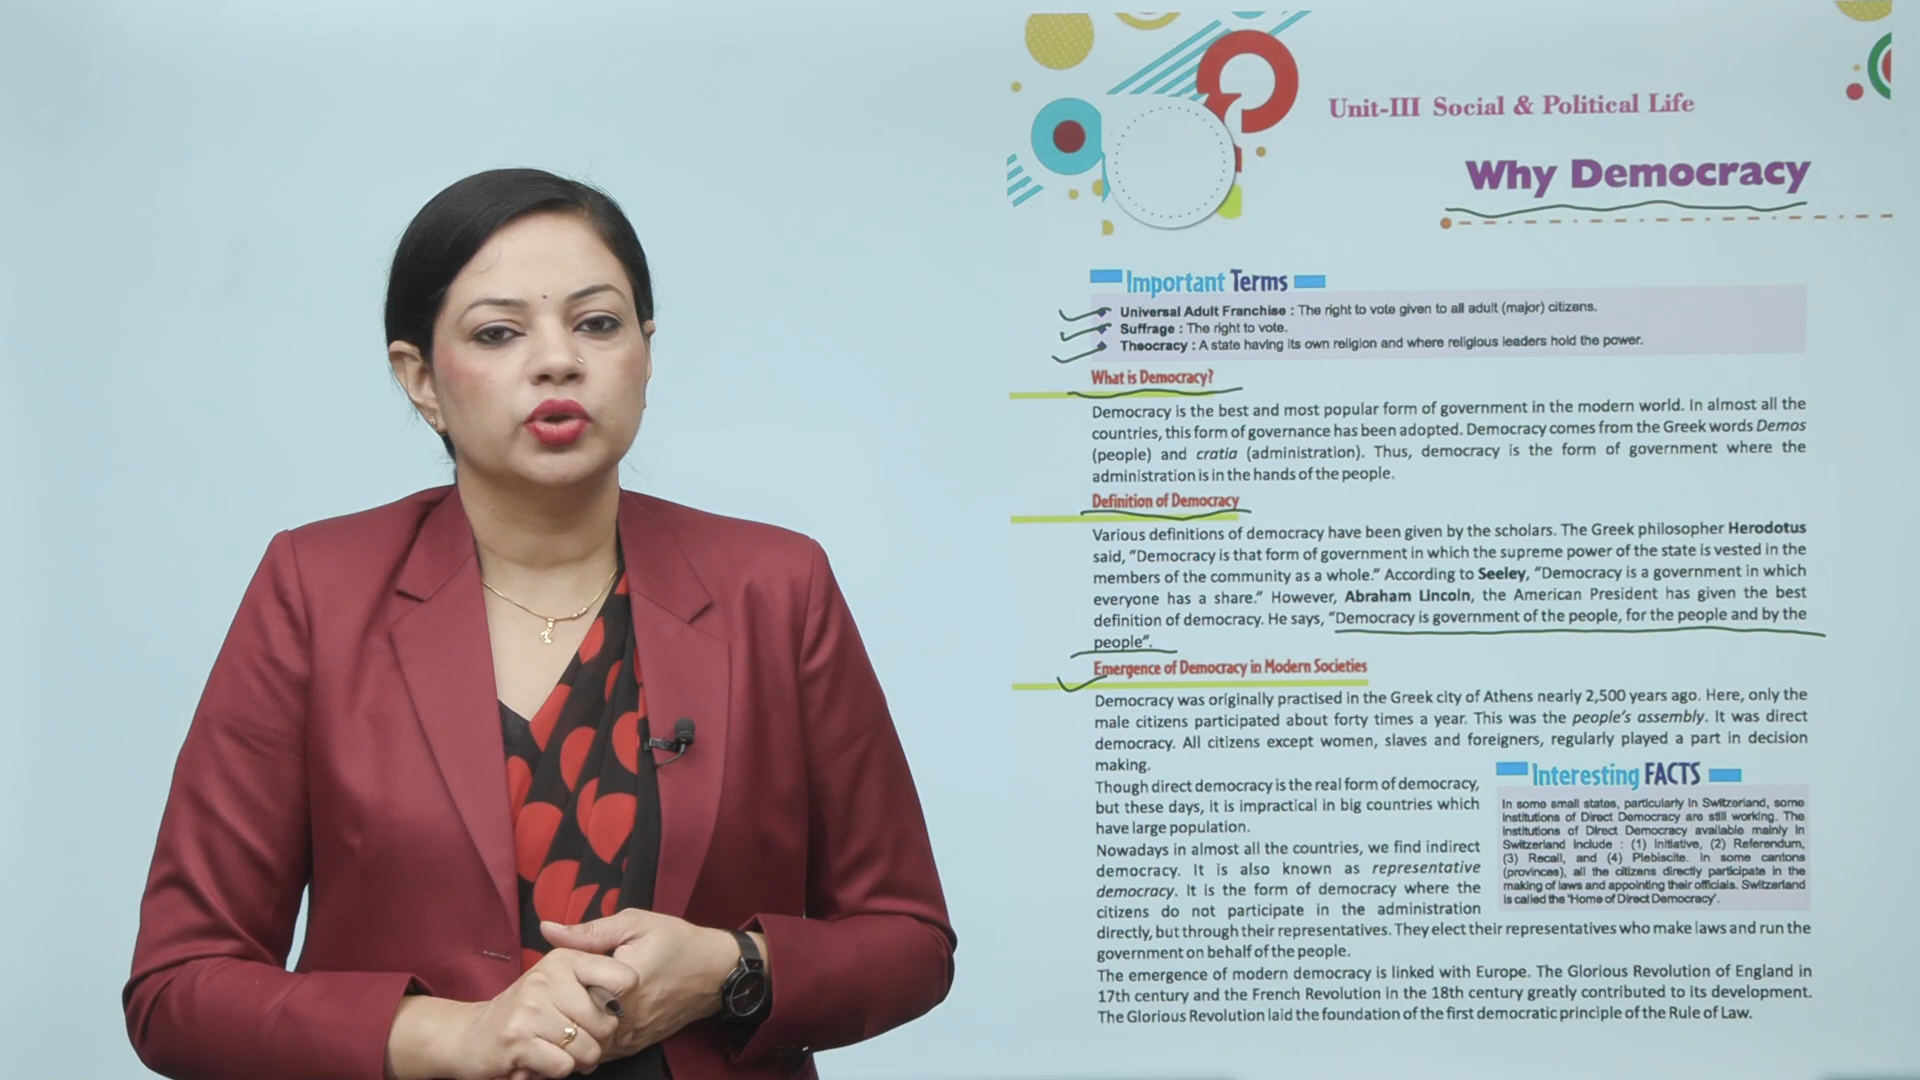 Unit-III Social & Political Life
Why Democracy
Important Terms
Universal Adult Franchise : The right to vote given to all adult (major) citizens.
Suffrage : The right to vote.
Theocracy : A state having its own religion and where religious leaders hold the power.
What is Democracy?
Democracy is the best and most popular form of government in the modern world. In almost all the
countries, this form of governance has been adopted. Democracy comes from the Greek words Demos
(people) and cratia (administration). Thus, democracy is the form of government where the
administration is in the hands of the people.
Definition of Democracy
Various definitions of democracy have been given by the scholars. The Greek philosopher Herodotus
said, “Democracy is that form of government in which the supreme power of the state is vested in the
members of the community as a whole.” According to Seeley, “Democracy is a government in which
everyone has a share.” However, Abraham Lincoln, the American President has given the best
definition of democracy. He says, “Democracy is government of the people, for the people and by the
people”.
Emergence of Democracy in Modern Societies
Democracy was originally practised in the Greek city of Athens nearly 2,500 years ago. Here, only the
male citizens participated about forty times a year. This was the people's assembly. It was direct
democracy. All citizens except women, slaves and foreigners, regularly played a part in decision
making.
Though direct democracy is the real form of democracy,
but these days, it is impractical in big countries which
have large population.
Nowadays in almost all the countries, we find indirect
democracy. It is also known as representative
democracy. It is the form of democracy where the
citizens do not participate in the administration
directly, but through their representatives. They elect their representatives who make laws and run the
government on behalf of the people.
The emergence of modern democracy is linked with Europe. The Glorious Revolution of England in
17th century and the French Revolution in the 18th century greatly contributed to its development.
The Glorious Revolution laid the foundation of the first democratic principle of the Rule of Law.
Interesting FACTS
In some small states, particularly in Switzerland, some
institutions of Direct Democracy are still working. The
institutions of Direct Democracy available mainly in
Switzerland include : (1) Initiative, (2) Referendum,
(3) Recall, and (4) Plebiscite. In some cantons
(provinces), all the citizens directly participate in the
making of laws and appointing their officials. Switzerland
is called the 'Home of Direct Democracy'.